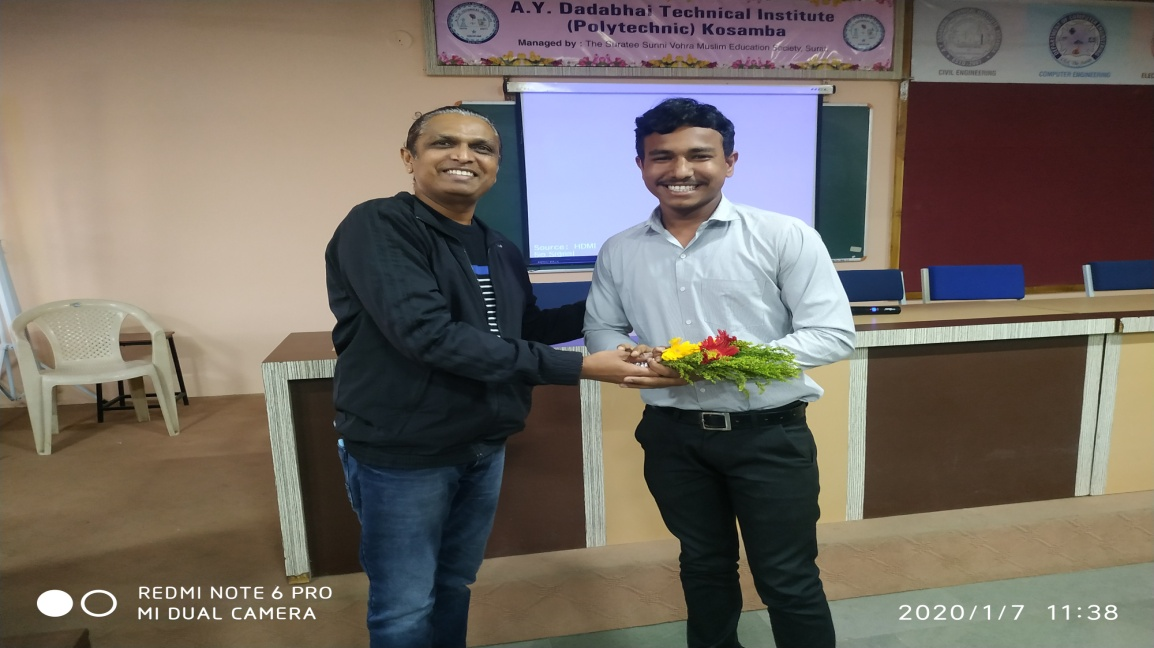 A.Y. Dadabhai Technical Institute
(Polytechnic) Kosamba
Managed by : The Suratee Sunni Vohra Muslim Education Society, Surat
CIVIL ENGINEERING
COMPUTER ENGINEERING
Source: HDMI
REDMI NOTE 6 PRO
MI DUAL CAMERA
2020/1/7 11:38